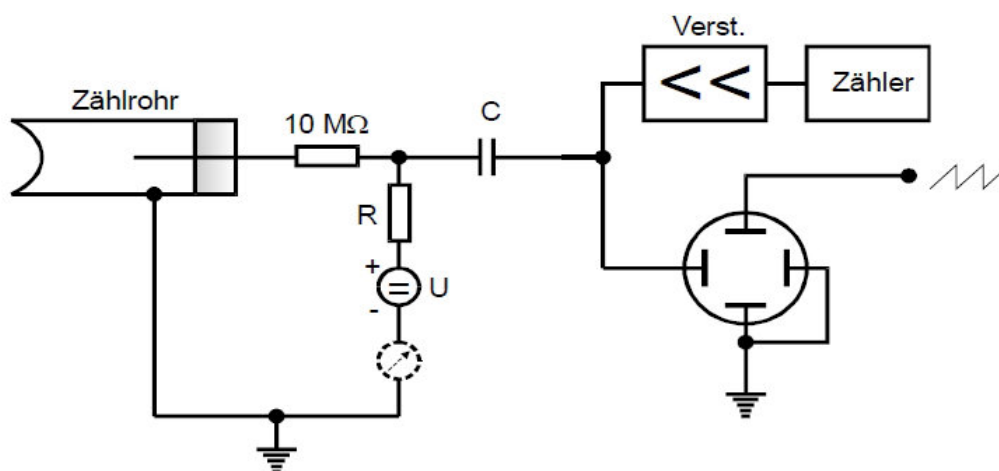 Verst.
<<
Zähler
Zählrohr
10 MΩ
C
R
+
=
U
-